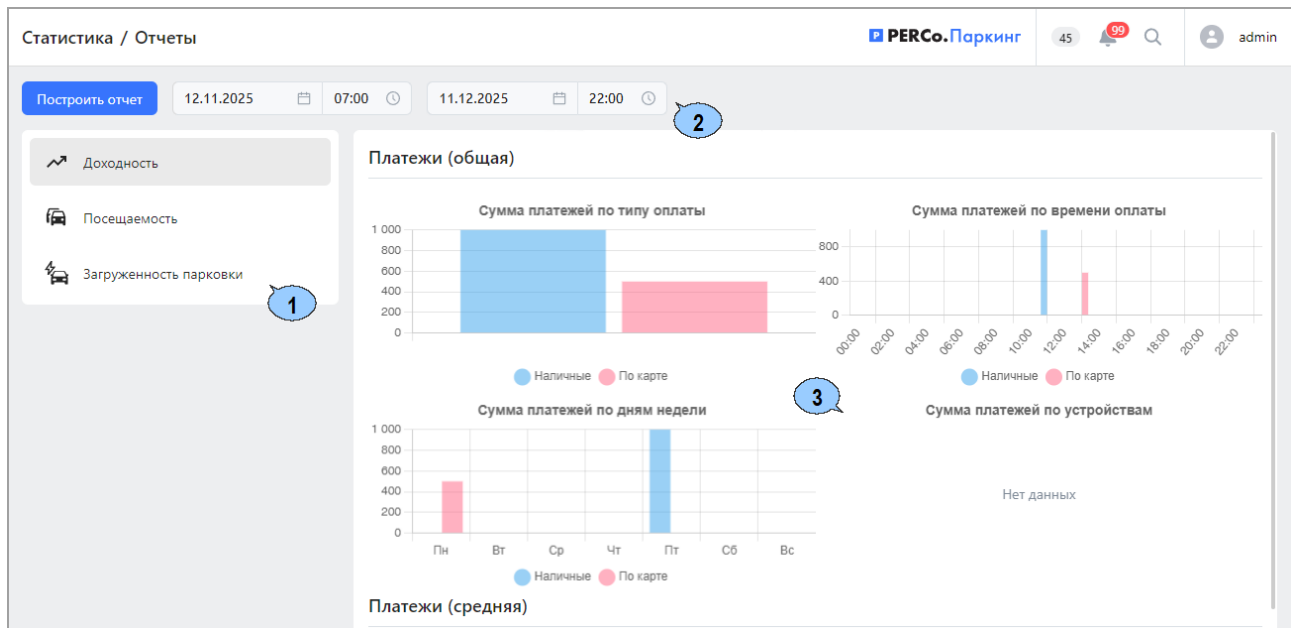 Статистика / Отчеты
P PERCo.Паркинг
45
99
admin
Построить отчет
12.11.2025
07:00
11.12.2025
22:00
2
Доходность
Посещаемость
Загруженность парковки
1
Платежи (общая)
Сумма платежей по типу оплаты
1 000
800
600
400
200
0
Наличные
По карте
Сумма платежей по времени оплаты
800
400
0
00:00
02:00
04:00
06:00
08:00
10:00
12:00
14:00
16:00
18:00
20:00
22:00
Наличные
По карте
3
Сумма платежей по дням недели
1 000
800
600
400
200
0
Пн
Вт
Ср
Чт
Пт
Сб
Вс
Наличные
По карте
Сумма платежей по устройствам
Нет данных
Платежи (средняя)